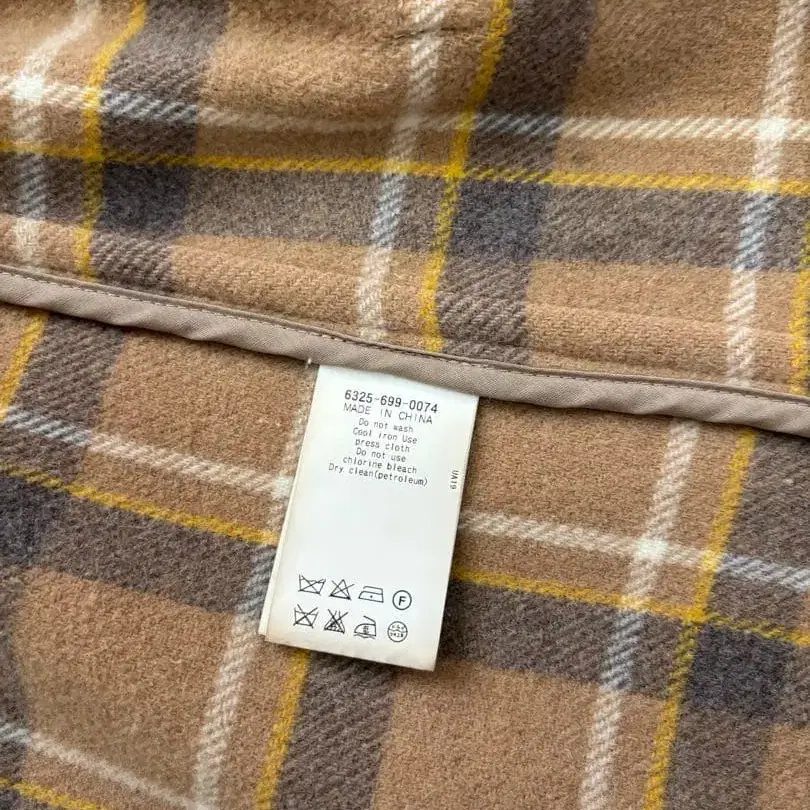 6325-699-0074
MADE IN CHINA
Do not wash
Cool iron Use
press cloth
Do not use
chlorine bleach
Dry clean(petroleum)
UA19
F